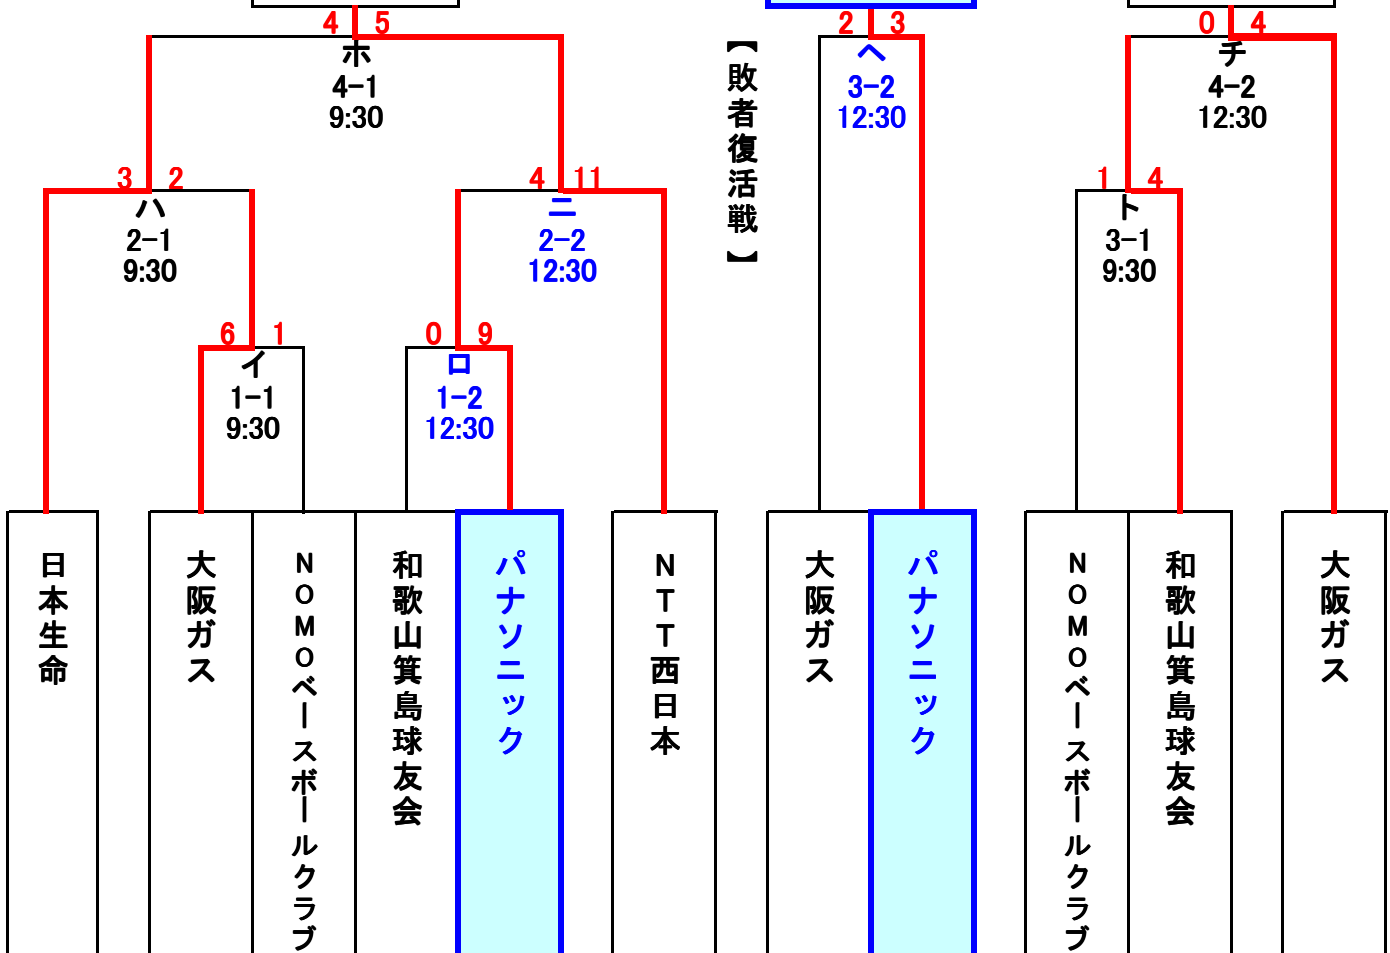 4 5
ホ
4-1
9:30
3 2
ハ
2-1
9:30
4 11
ニ
2-2
12:30
6 1
イ
1-1
9:30
0 9
ロ
1-2
12:30
日本生命
大阪ガス
NOMOベースボールクラブ
和歌山箕島球友会
パナソニック
NTT西日本
【敗者復活戦】
2 3
ヘ
3-2
12:30
大阪ガス
パナソニック
0 4
チ
4-2
12:30
1 4
ト
3-1
9:30
NOMOベースボールクラブ
和歌山箕島球友会
大阪ガス